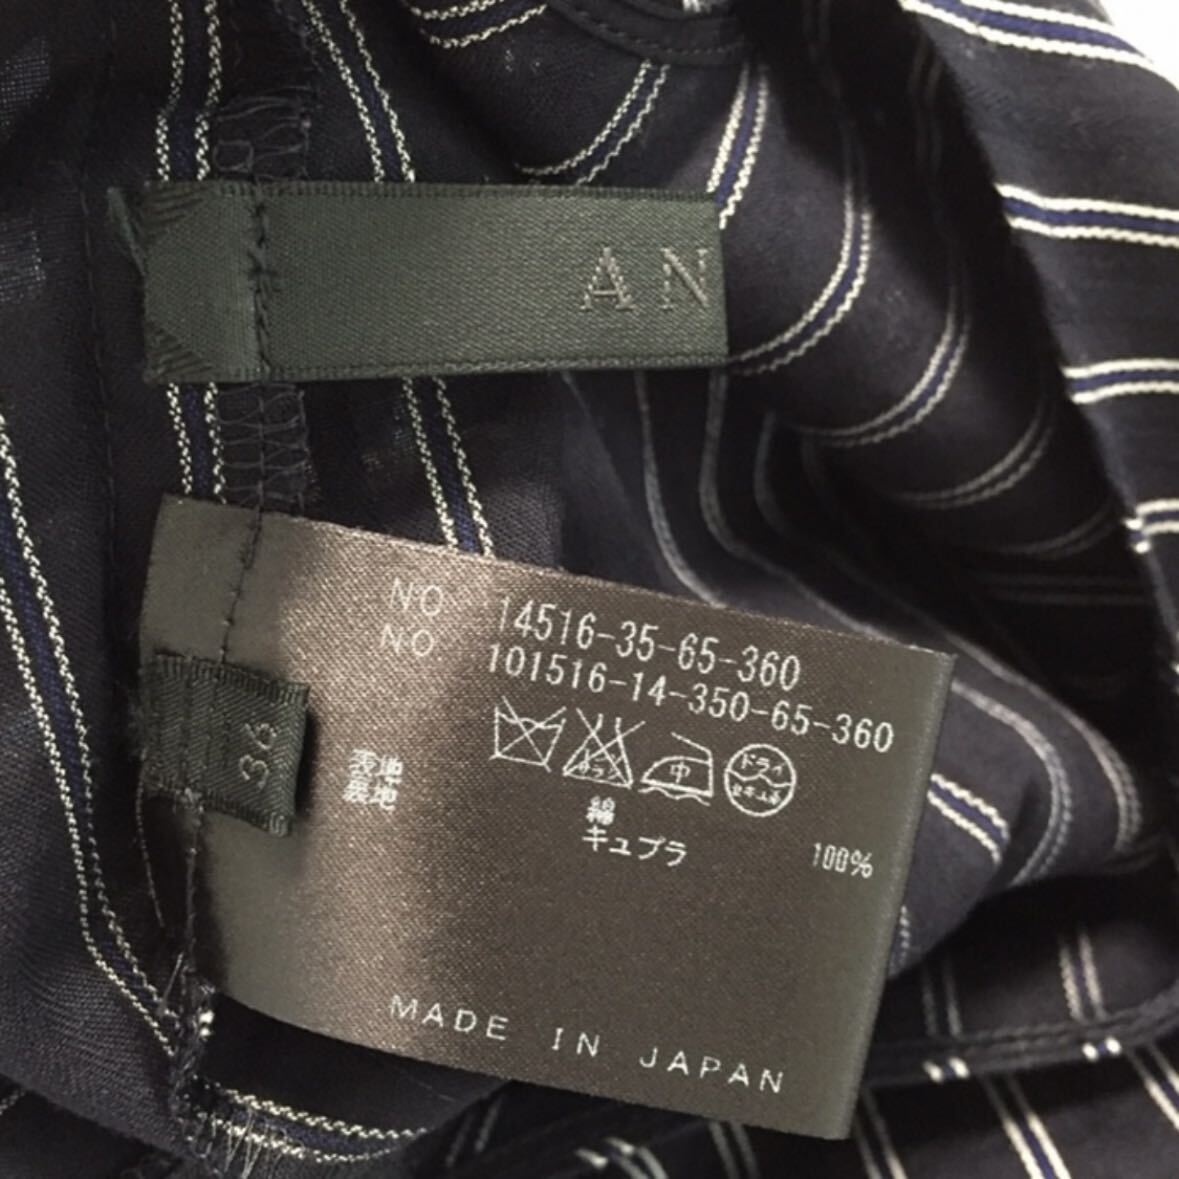 AN
NO 14516-35-65-360
NO 101516-14-350-65-360
中 ドライ
36
表地 綿
裏地 キュプラ 100%
MADE IN JAPAN